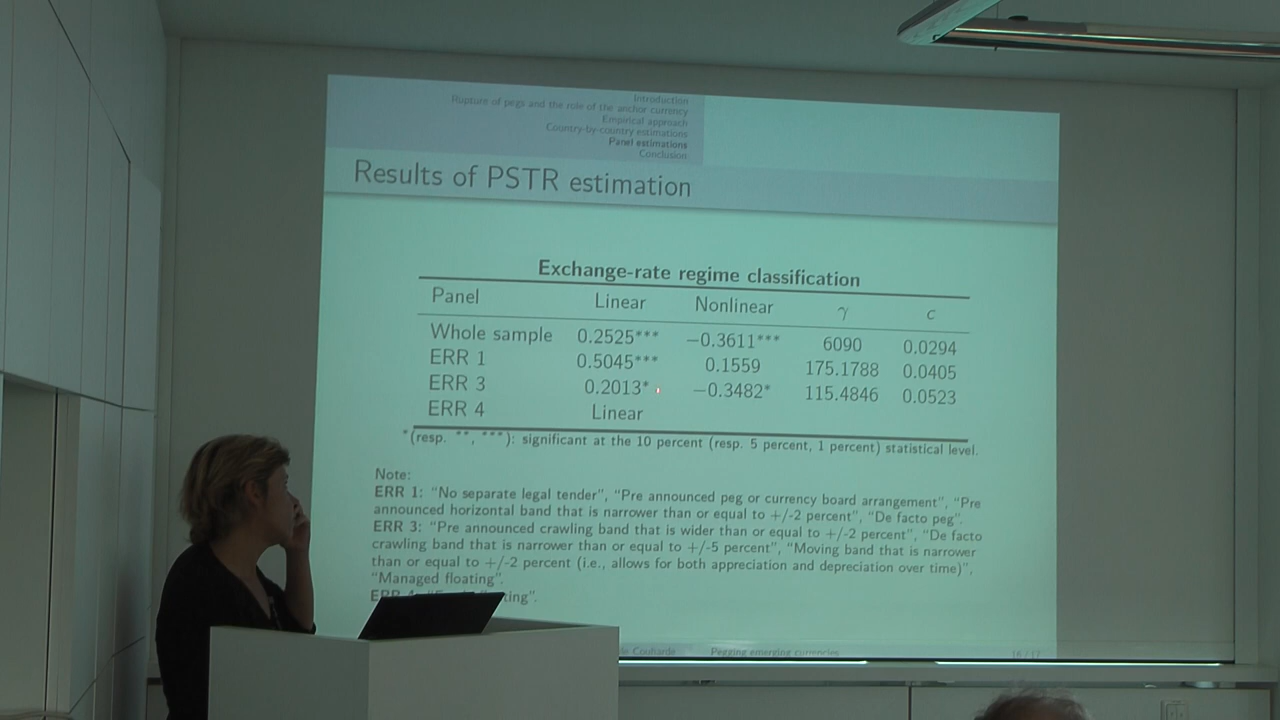 Introduction
Rupture of pegs and the role of the anchor currency
Empirical approach
Country-by-country estimations
Panel estimations
Conclusion
Results of PSTR estimation
Exchange-rate regime classification
Panel Linear Nonlinear γ c
Whole sample 0.2525*** −0.3611*** 6090 0.0294
ERR 1 0.5045*** 0.1559 175.1788 0.0405
ERR 3 0.2013* −0.3482* 115.4846 0.0523
ERR 4 Linear
*(resp. **, ***): significant at the 10 percent (resp. 5 percent, 1 percent) statistical level.
Note:
ERR 1: “No separate legal tender”, “Pre announced peg or currency board arrangement”, “Pre
announced horizontal band that is narrower than or equal to +/-2 percent”, “De facto peg”.
ERR 3: “Pre announced crawling band that is wider than or equal to +/-2 percent”, “De facto
crawling band that is narrower than or equal to +/-5 percent”, “Moving band that is narrower
than or equal to +/-2 percent (i.e., allows for both appreciation and depreciation over time)”,
“Managed floating”.
ERR 4:
Couharde Pegging emerging currencies 16 / 17